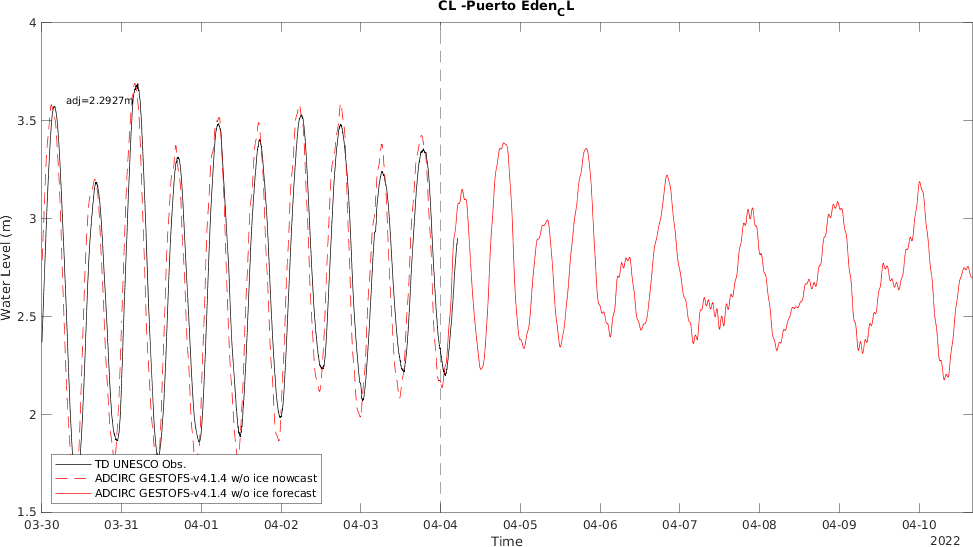 CL -Puerto Eden_CL
4
3.5
3
2.5
2
1.5
Water Level (m)
adj=2.2927m
TD UNESCO Obs.
ADCIRC GESTOFS-v4.1.4 w/o ice nowcast
ADCIRC GESTOFS-v4.1.4 w/o ice forecast
03-30 03-31 04-01 04-02 04-03 04-04 04-05 04-06 04-07 04-08 04-09 04-10
Time
2022